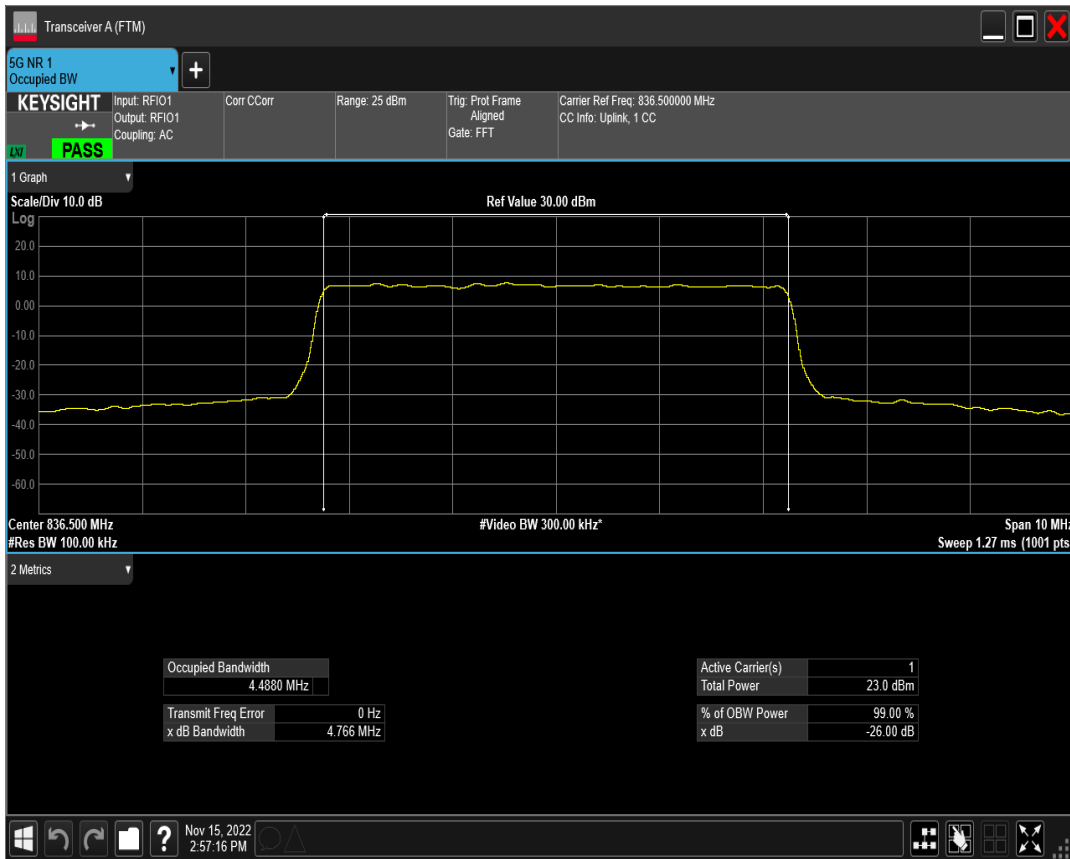 Transceiver A (FTM)
5G NR 1
Occupied BW
+
KEYSIGHT
LXI
PASS
Input: RFIO1
Output: RFIO1
Coupling: AC
Corr CCorr
Range: 25 dBm
Trig: Prot Frame
Aligned
Gate: FFT
Carrier Ref Freq: 836.500000 MHz
CC Info: Uplink, 1 CC
1 Graph
Scale/Div 10.0 dB
Ref Value 30.00 dBm
Log
20.0
10.0
0.00
-10.0
-20.0
-30.0
-40.0
-50.0
-60.0
Center 836.500 MHz
#Video BW 300.00 kHz*
Span 10 MHz
#Res BW 100.00 kHz
Sweep 1.27 ms (1001 pts
2 Metrics
Occupied Bandwidth
4.4880 MHz
Transmit Freq Error 0 Hz
x dB Bandwidth 4.766 MHz
Active Carrier(s) 1
Total Power 23.0 dBm
% of OBW Power 99.00 %
x dB -26.00 dB
?
Nov 15, 2022
2:57:16 PM